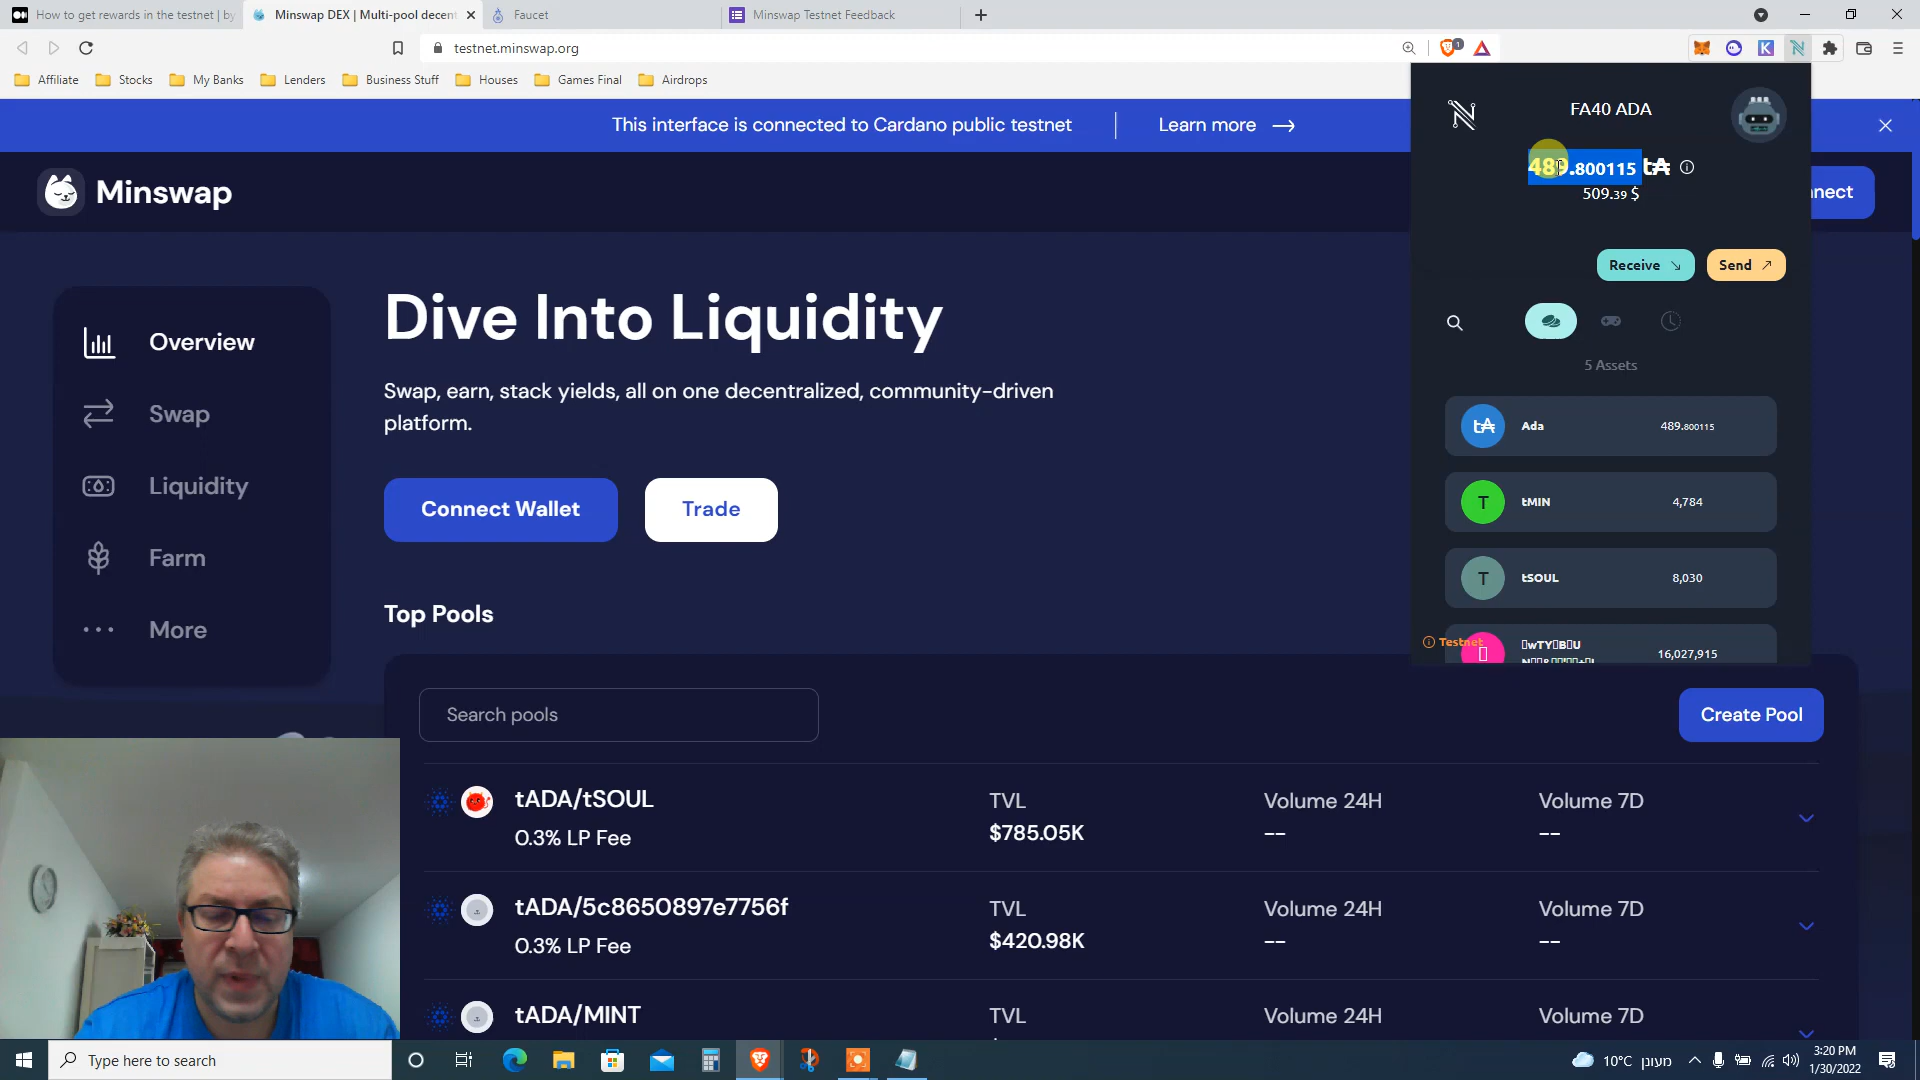 How to get rewards in the testnet | by
Minswap DEX | Multi-pool decent
Faucet
Minswap Testnet Feedback
testnet.minswap.org
1
Affiliate
Stocks
My Banks
Lenders
Business Stuff
Houses
Games Final
Airdrops
This interface is connected to Cardano public testnet
Learn more
Minswap
nnect
FA40 ADA
489.800115 t₳
509.39 $
Receive
Send
5 Assets
t₳ Ada 489.800115
T tMIN 4,784
T tSOUL 8,030
Testnet
16,027,915
Overview
Swap
Liquidity
Farm
More
Dive Into Liquidity
Swap, earn, stack yields, all on one decentralized, community-driven
platform.
Connect Wallet
Trade
Top Pools
Search pools
Create Pool
tADA/tSOUL
0.3% LP Fee
TVL
$785.05K
Volume 24H
--
Volume 7D
--
tADA/5c8650897e7756f
0.3% LP Fee
TVL
$420.98K
Volume 24H
--
Volume 7D
--
tADA/MINT
TVL
Volume 24H
Volume 7D
Type here to search
10°C מעונן
3:20 PM
1/30/2022